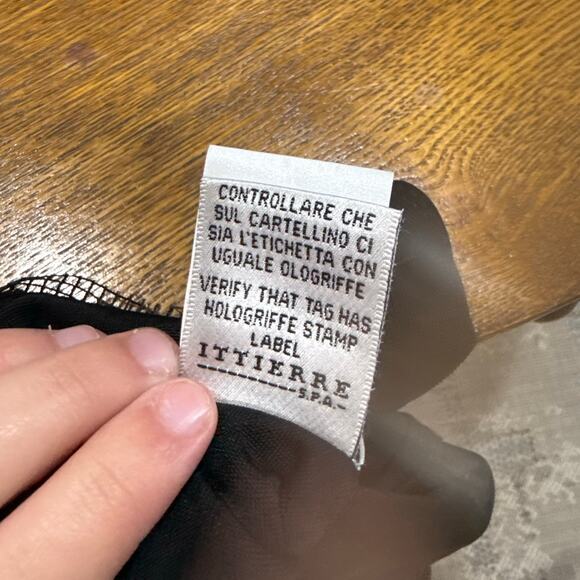 CONTROLLARE CHE
SUL CARTELLINO CI
SIA L'ETICHETTA CON
UGUALE OLOGRIFFE
VERIFY THAT TAG HAS
HOLOGRIFFE STAMP
LABEL
ITTIERRE
S.P.A.